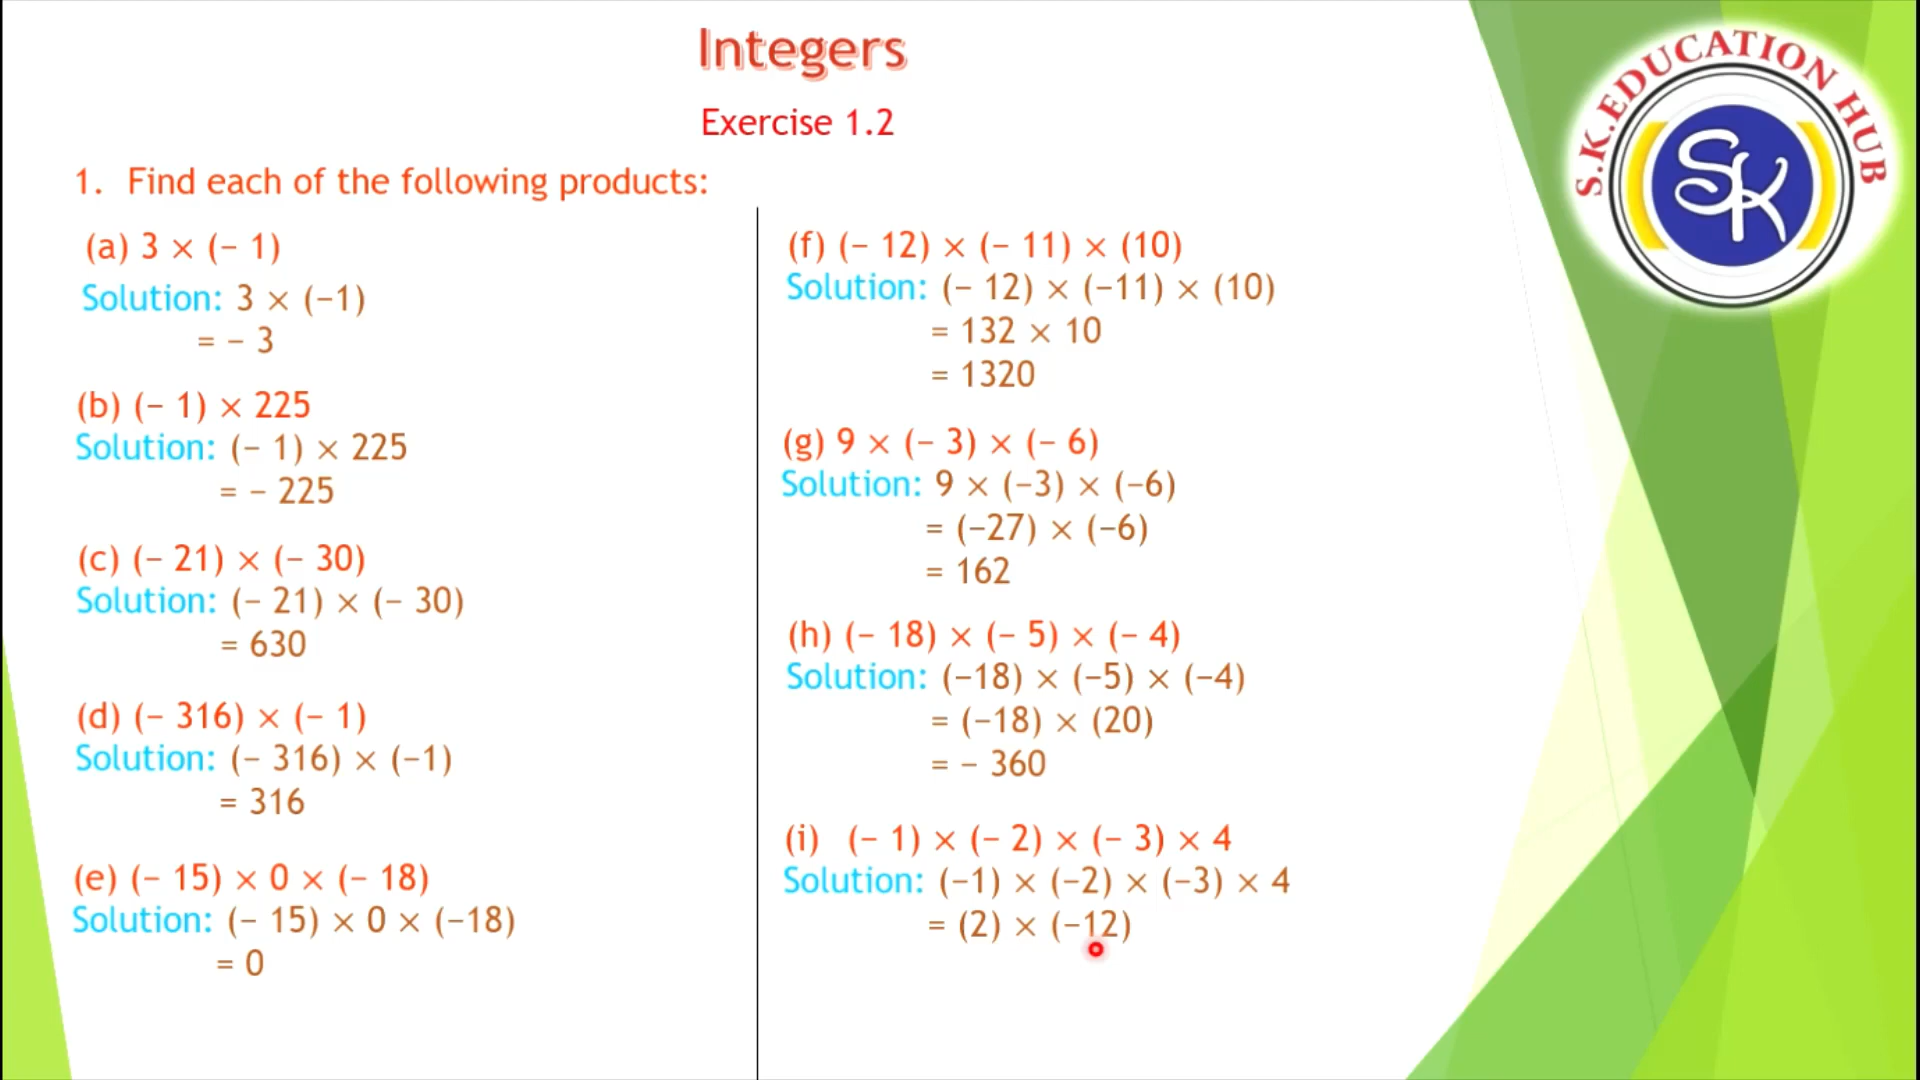 Integers
Exercise 1.2
1. Find each of the following products:
(a) 3 × (− 1)
Solution: 3 × (−1)
= − 3
(b) (− 1) × 225
Solution: (− 1) × 225
= − 225
(c) (− 21) × (− 30)
Solution: (− 21) × (− 30)
= 630
(d) (− 316) × (− 1)
Solution: (− 316) × (−1)
= 316
(e) (− 15) × 0 × (− 18)
Solution: (− 15) × 0 × (−18)
= 0
(f) (− 12) × (− 11) × (10)
Solution: (− 12) × (−11) × (10)
= 132 × 10
= 1320
(g) 9 × (− 3) × (− 6)
Solution: 9 × (−3) × (−6)
= (−27) × (−6)
= 162
(h) (− 18) × (− 5) × (− 4)
Solution: (−18) × (−5) × (−4)
= (−18) × (20)
= − 360
(i) (− 1) × (− 2) × (− 3) × 4
Solution: (−1) × (−2) × (−3) × 4
= (2) × (−12)
S.K.EDUCATION HUB
SK